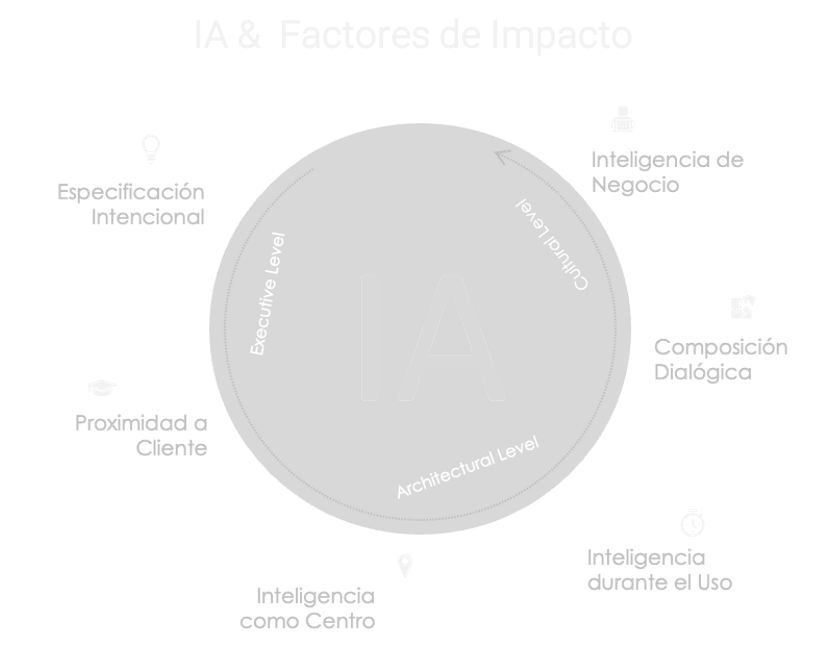 IA & Factores de Impacto
Inteligencia de
Negocio
Especificación
Intencional
Cultural Level
Executive Level
IA
Composición
Dialógica
Proximidad a
Cliente
Architectural Level
Inteligencia
durante el Uso
Inteligencia
como Centro